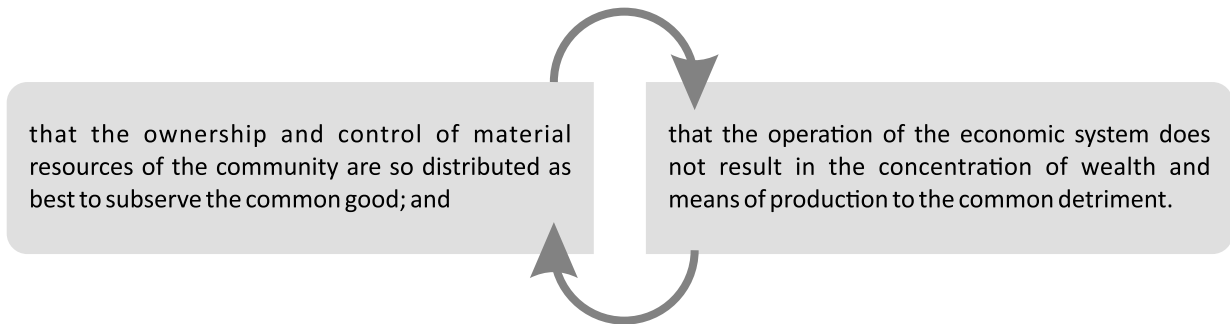 that the ownership and control of material
resources of the community are so distributed as
best to subserve the common good; and
that the operation of the economic system does
not result in the concentration of wealth and
means of production to the common detriment.